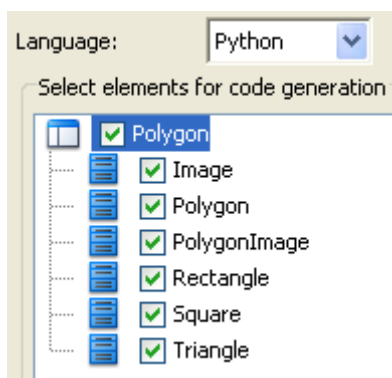 Language: Python
Select elements for code generation
Polygon
Image
Polygon
PolygonImage
Rectangle
Square
Triangle